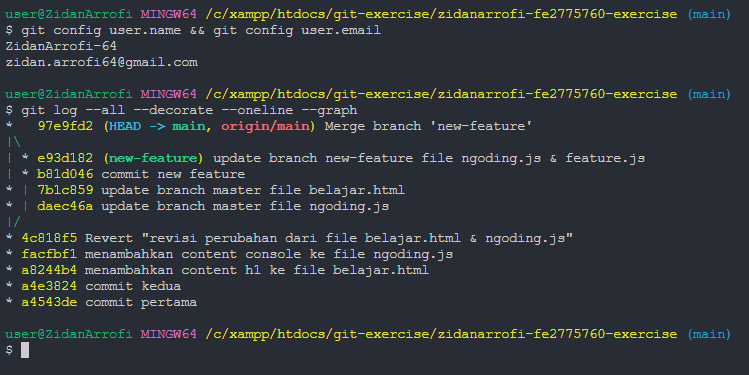 user@ZidanArrofi MINGW64 /c/xampp/htdocs/git-exercise/zidanarrofi-fe2775760-exercise (main)
$ git config user.name && git config user.email
ZidanArrofi-64
zidan.arrofi64@gmail.com
user@ZidanArrofi MINGW64 /c/xampp/htdocs/git-exercise/zidanarrofi-fe2775760-exercise (main)
$ git log --all --decorate --oneline --graph
*   97e9fd2 (HEAD -> main, origin/main) Merge branch 'new-feature'
|\
| * e93d182 (new-feature) update branch new-feature file ngoding.js & feature.js
| * b81d046 commit new feature
* | 7b1c859 update branch master file belajar.html
* | daec46a update branch master file ngoding.js
|/
* 4c818f5 Revert "revisi perubahan dari file belajar.html & ngoding.js"
* facfbf1 menambahkan content console ke file ngoding.js
* a8244b4 menambahkan content h1 ke file belajar.html
* a4e3824 commit kedua
* a4543de commit pertama
user@ZidanArrofi MINGW64 /c/xampp/htdocs/git-exercise/zidanarrofi-fe2775760-exercise (main)
$